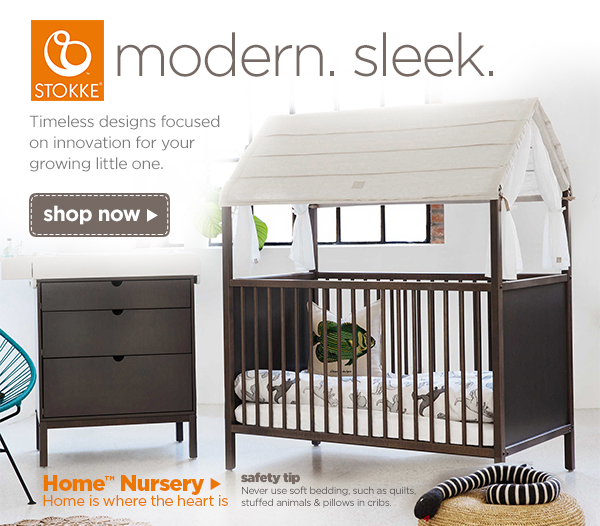 STOKKE
modern. sleek.
Timeless designs focused
on innovation for your
growing little one.
shop now ▶
Home™ Nursery ▶
Home is where the heart is
safety tip
Never use soft bedding, such as quilts,
stuffed animals & pillows in cribs.